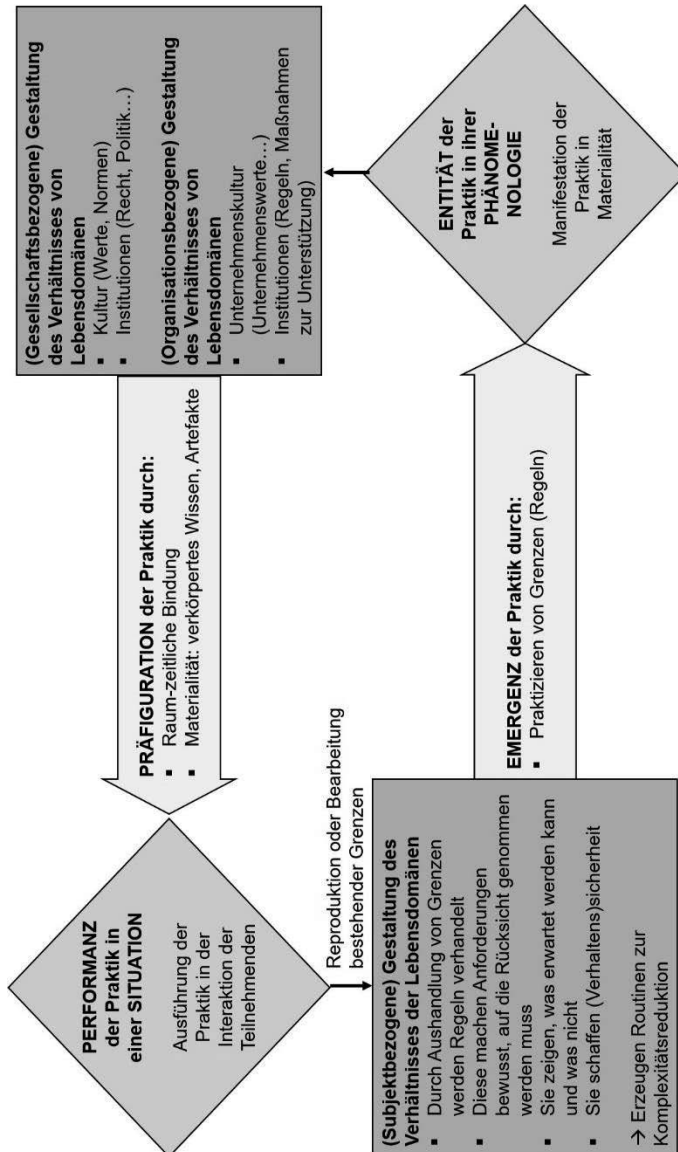 PERFORMANZ
der Praktik in
einer SITUATION
Ausführung der
Praktik in der
Interaktion der
Teilnehmenden
PRÄFIGURATION der Praktik durch:
▪ Raum-zeitliche Bindung
▪ Materialität: verkörpertes Wissen, Artefakte
(Gesellschaftsbezogene) Gestaltung
des Verhältnisses von
Lebensdomänen
▪ Kultur (Werte, Normen)
▪ Institutionen (Recht, Politik…)
(Organisationsbezogene) Gestaltung
des Verhältnisses von
Lebensdomänen
▪ Unternehmenskultur
(Unternehmenswerte…)
▪ Institutionen (Regeln, Maßnahmen
zur Unterstützung)
Reproduktion oder Bearbeitung
bestehender Grenzen
(Subjektbezogene) Gestaltung des
Verhältnisses der Lebensdomänen
▪ Durch Aushandlung von Grenzen
werden Regeln verhandelt
▪ Diese machen Anforderungen
bewusst, auf die Rücksicht genommen
werden muss
▪ Sie zeigen, was erwartet werden kann
und was nicht
▪ Sie schaffen (Verhaltens)sicherheit
→ Erzeugen Routinen zur
Komplexitätsreduktion
EMERGENZ der Praktik durch:
▪ Praktizieren von Grenzen (Regeln)
ENTITÄT der
Praktik in ihrer
PHÄNOME-
NOLOGIE
Manifestation der
Praktik in
Materialität